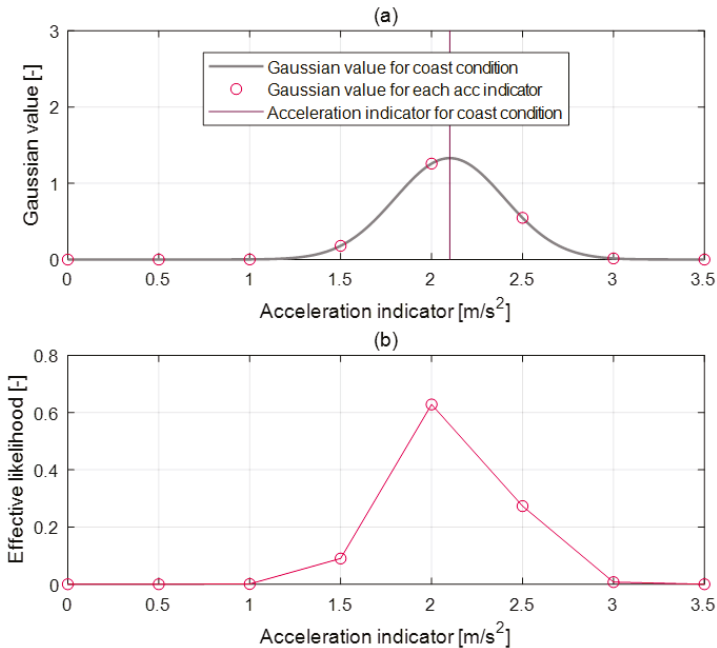 (a)
3
2
1
0
Gaussian value [-]
Gaussian value for coast condition
Gaussian value for each acc indicator
Acceleration indicator for coast condition
0 0.5 1 1.5 2 2.5 3 3.5
Acceleration indicator [m/s²]
(b)
0.8
0.6
0.4
0.2
0
Effective likelihood [-]
0 0.5 1 1.5 2 2.5 3 3.5
Acceleration indicator [m/s²]